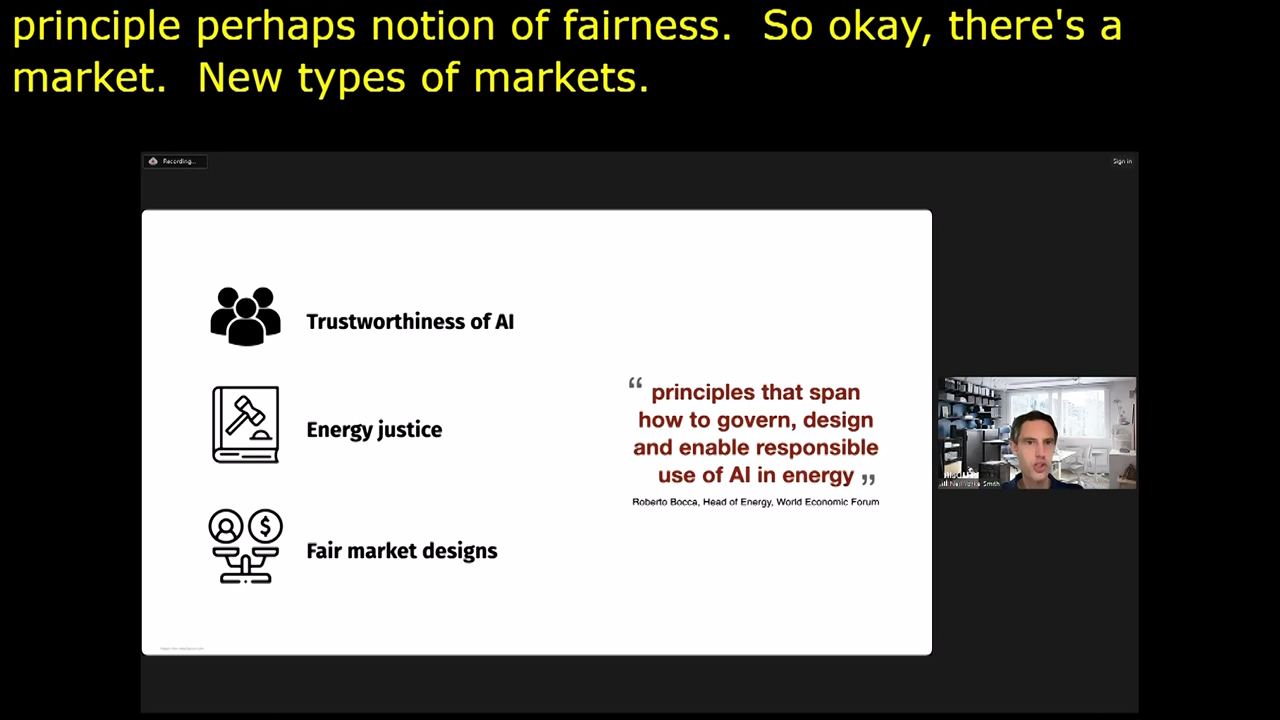 principle perhaps notion of fairness.  So okay, there's a
market.  New types of markets.
Recording...
Sign in
Trustworthiness of AI
Energy justice
Fair market designs
“ principles that span
how to govern, design
and enable responsible
use of AI in energy ”
Roberto Bocca, Head of Energy, World Economic Forum
Smith